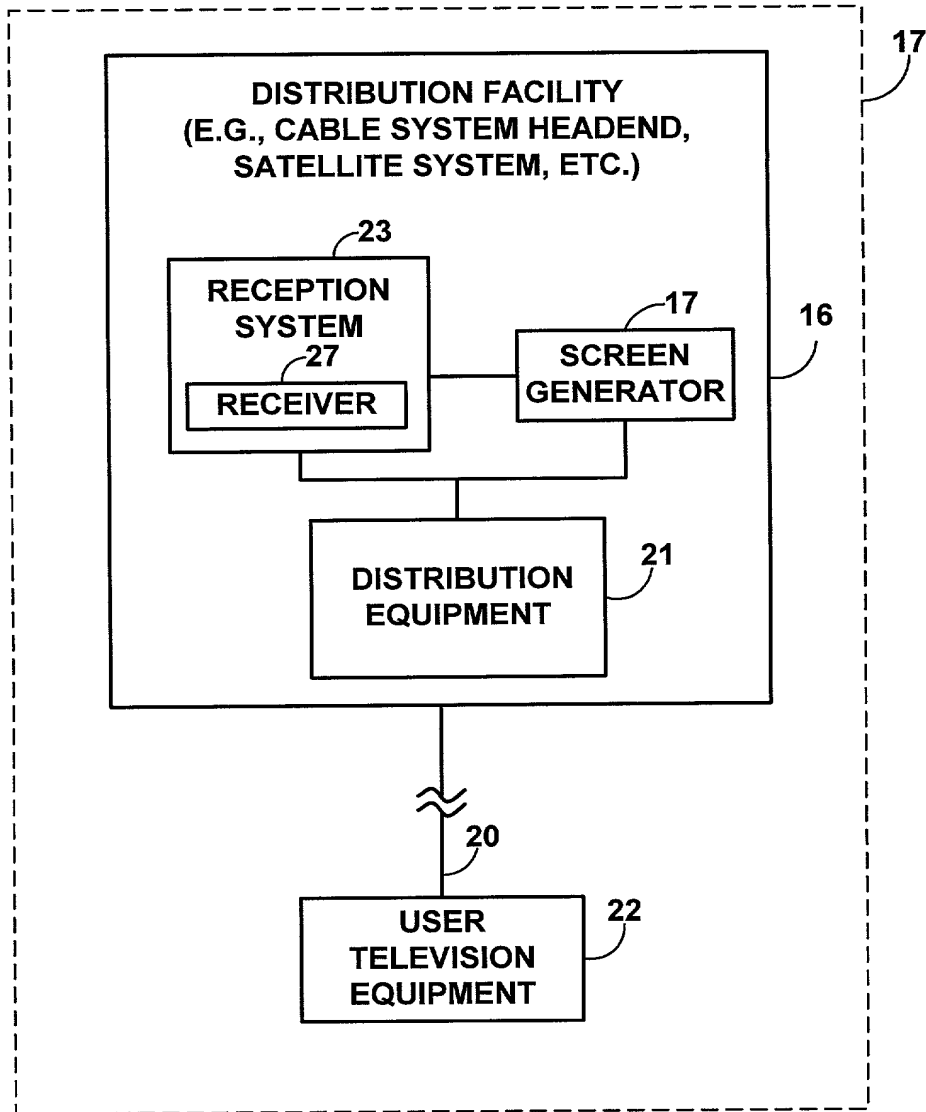 17
DISTRIBUTION FACILITY
(E.G., CABLE SYSTEM HEADEND,
SATELLITE SYSTEM, ETC.)
23
RECEPTION
SYSTEM
27
RECEIVER
17
SCREEN
GENERATOR
16
DISTRIBUTION
EQUIPMENT
21
20
USER
TELEVISION
EQUIPMENT
22